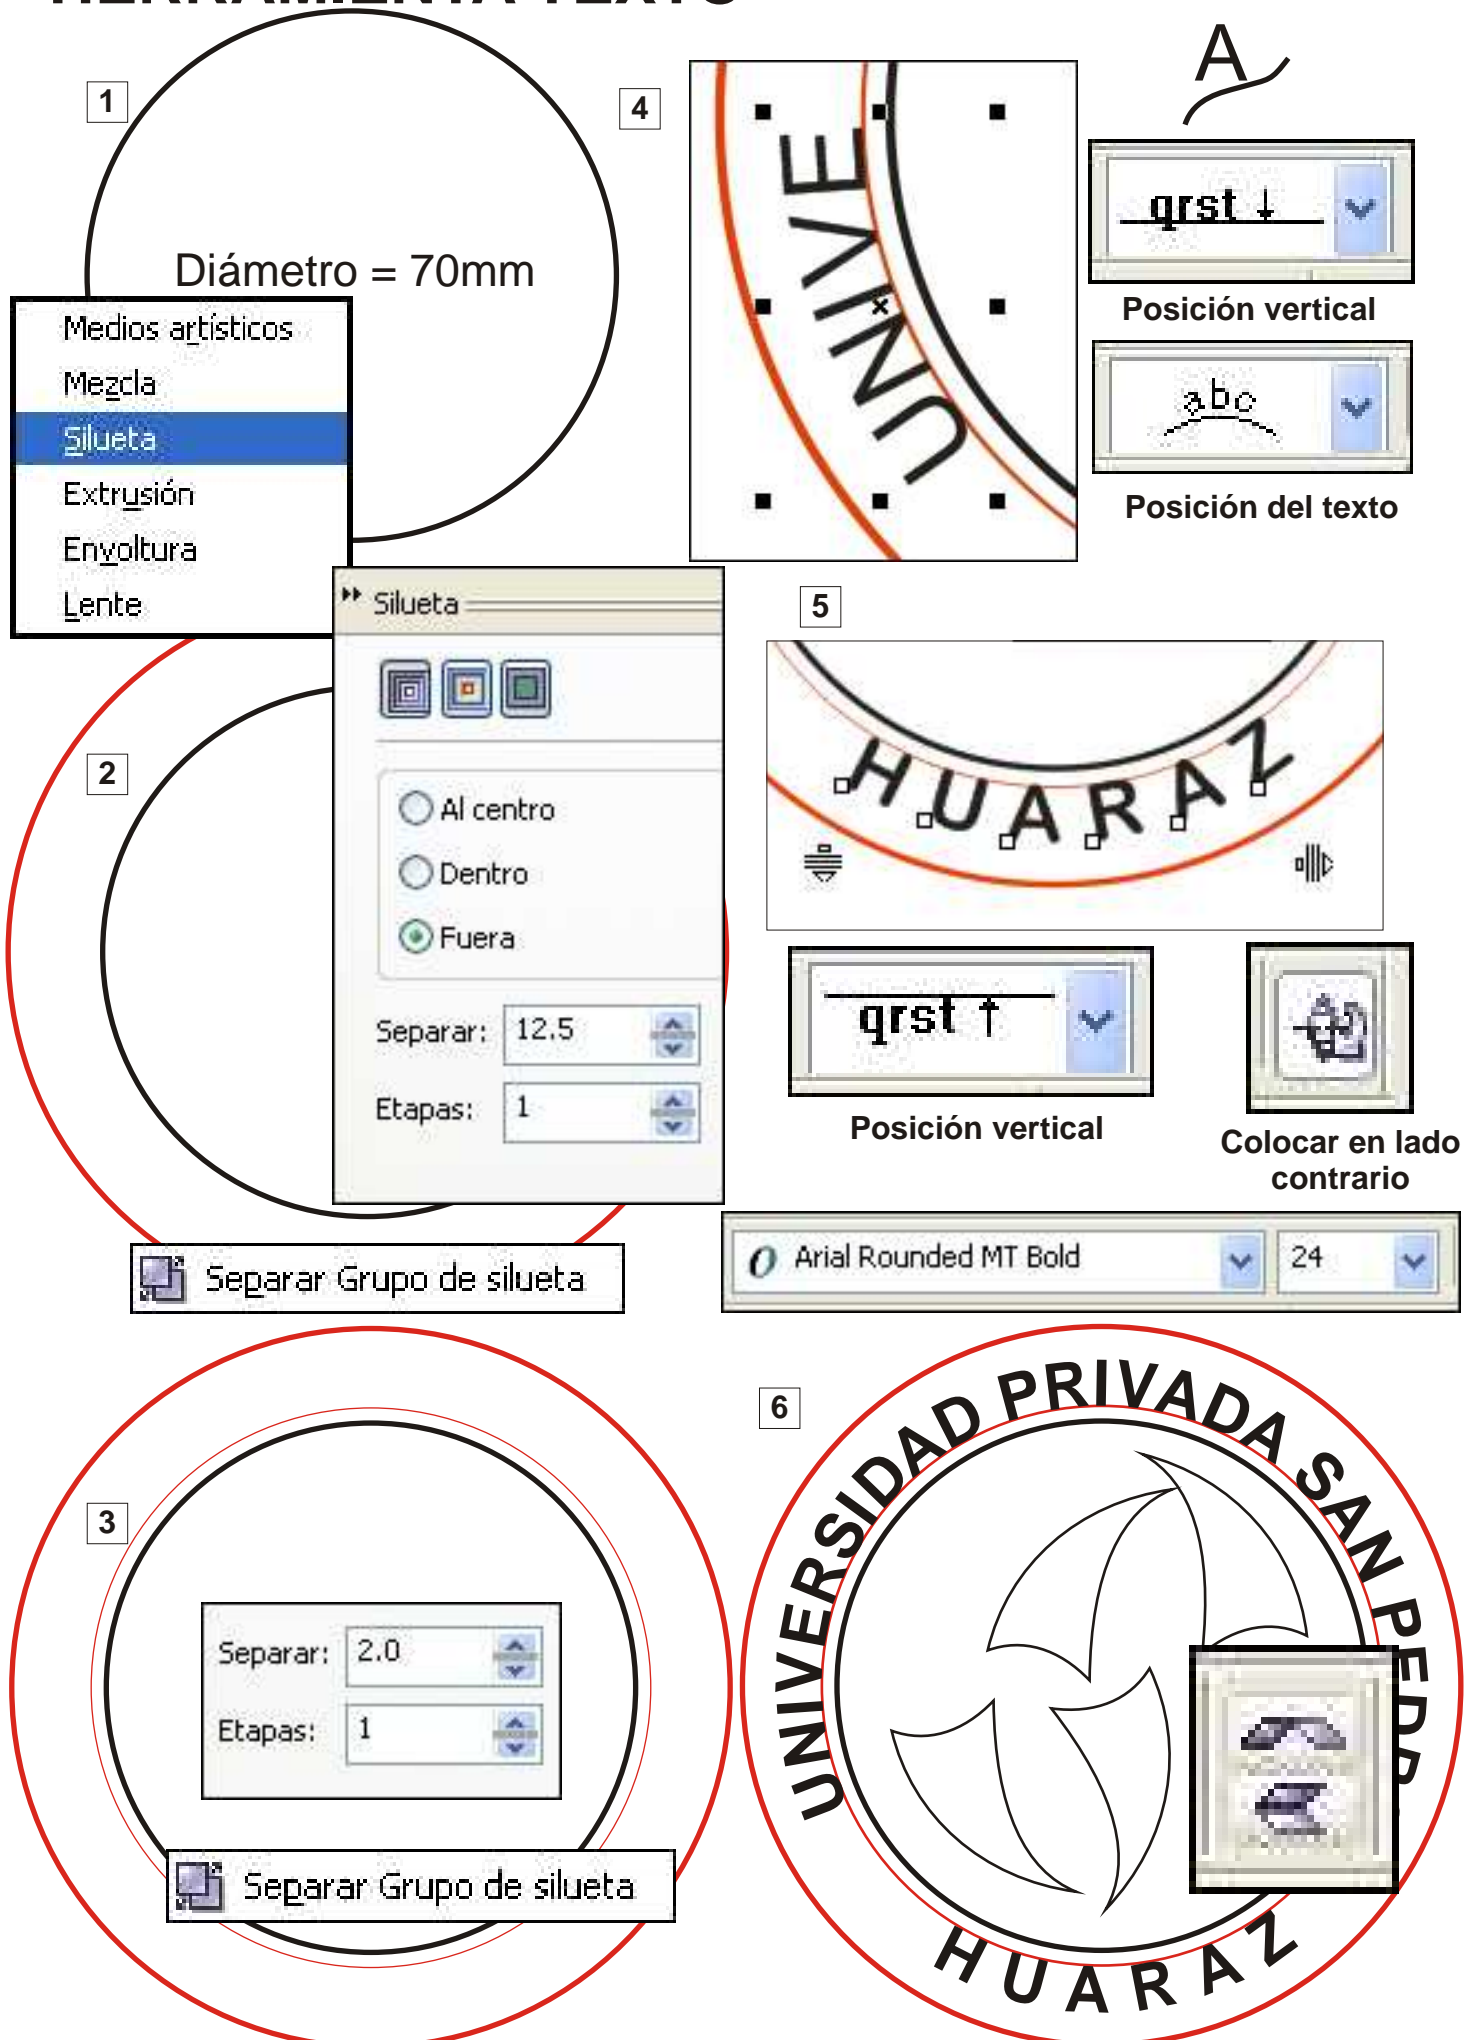 HERRAMIENTA TEXTO
1
Diámetro = 70mm
Medios artísticos
Mezcla
Silueta
Extrusión
Envoltura
Lente
2
Silueta
Al centro
Dentro
Fuera
Separar: 12.5
Etapas: 1
Separar Grupo de silueta
3
Separar: 2.0
Etapas: 1
Separar Grupo de silueta
4
UNIVE
A
qrst ↓
Posición vertical
abc
Posición del texto
5
HUARAZ
qrst ↑
Posición vertical
Colocar en lado
contrario
O Arial Rounded MT Bold 24
6
UNIVERSIDAD PRIVADA SAN PEDR
HUARAZ